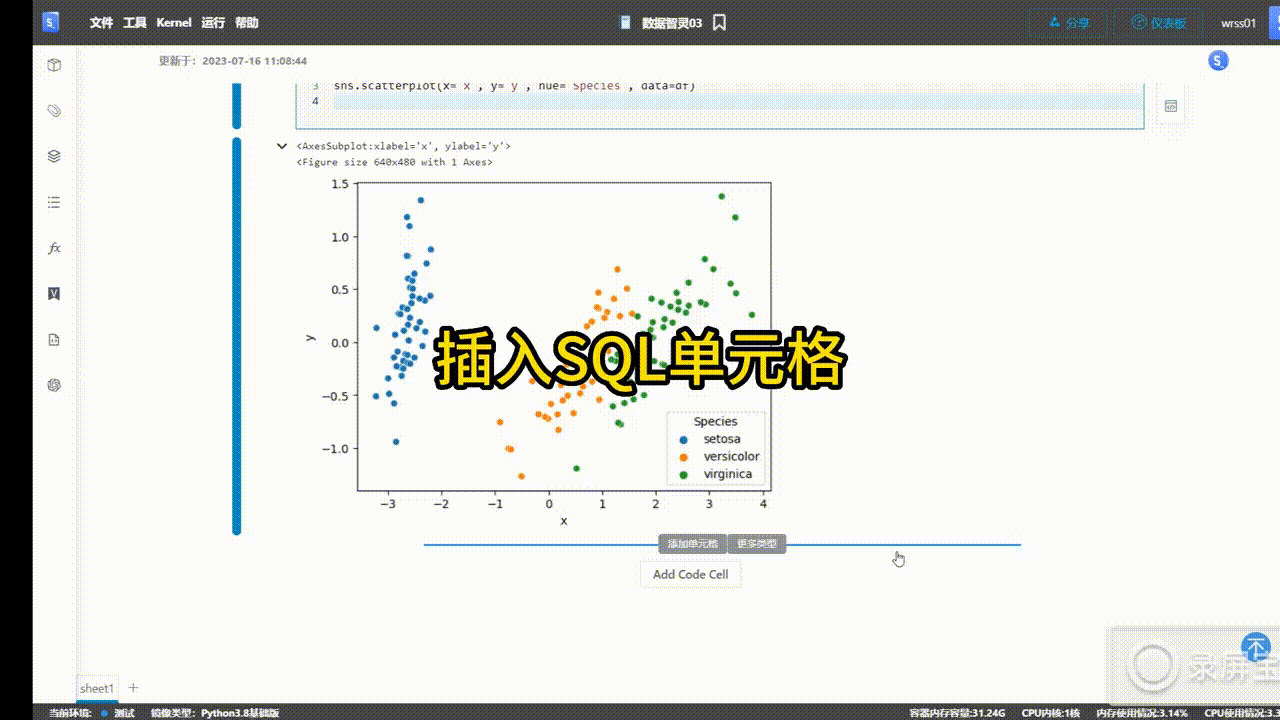 文件 工具 Kernel 运行 帮助
数据智灵03
分享
仪表板
wrss01
更新于：2023-07-16 11:08:44
3 sns.scatterplot(x='x', y='y', hue='Species', data=df)
4
<AxesSubplot:xlabel='x', ylabel='y'>
<Figure size 640x480 with 1 Axes>
1.5
1.0
0.5
0.0
−0.5
−1.0
y
插入SQL单元格
Species
setosa
versicolor
virginica
−3 −2 −1 0 1 2 3 4
x
添加单元格 更多类型
Add Code Cell
sheet1 +
当前环境: 测试 镜像类型: Python3.8基础版
容器内存容量:31.24G CPU内核:1核 内存使用情况:3.14% CPU使用情况:3.3